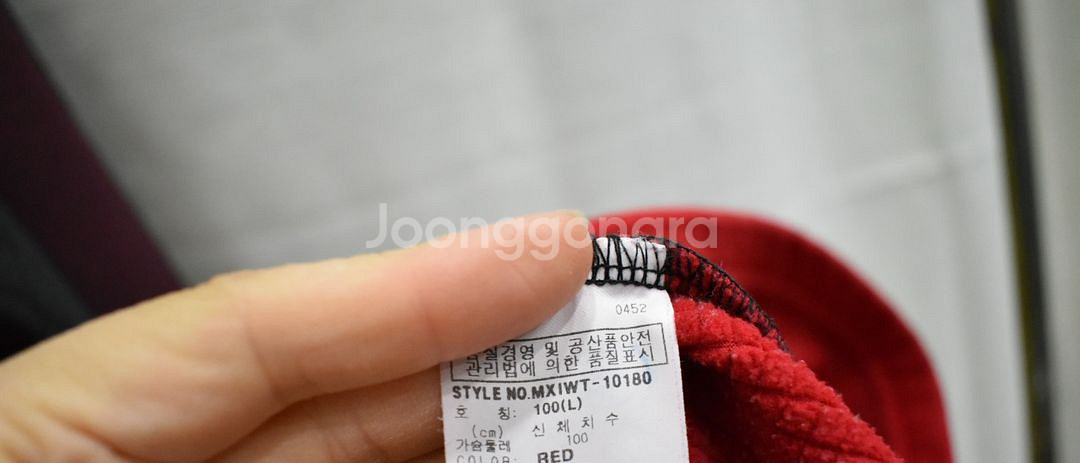 Joonggonara
0452
품질경영 및 공산품안전
관리법에 의한 품질표시
STYLE NO.MXIWT-10180
호 칭: 100(L)
(cm) 신 체 치 수
가슴둘레 100
COLOR: RED